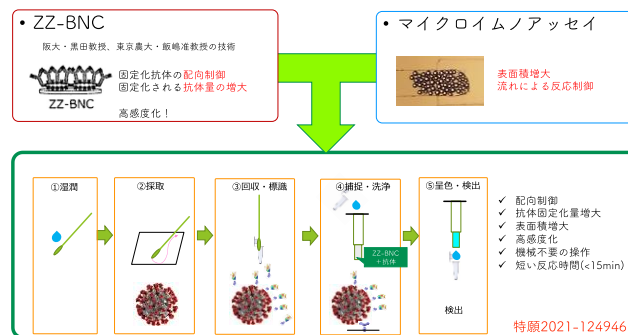 • ZZ-BNC
阪大・黒田教授、東京農大・飯嶋准教授の技術
固定化抗体の配向制御
固定化される抗体量の増大
ZZ-BNC
高感度化！
• マイクロイムノアッセイ
表面積増大
流れによる反応制御
①湿潤
②採取
③回収・標識
④捕捉・洗浄
⑤呈色・検出
ZZ-BNC
＋抗体
検出
✓ 配向制御
✓ 抗体固定化量増大
✓ 表面積増大
✓ 高感度化
✓ 機械不要の操作
✓ 短い反応時間(<15min)
特願2021-124946